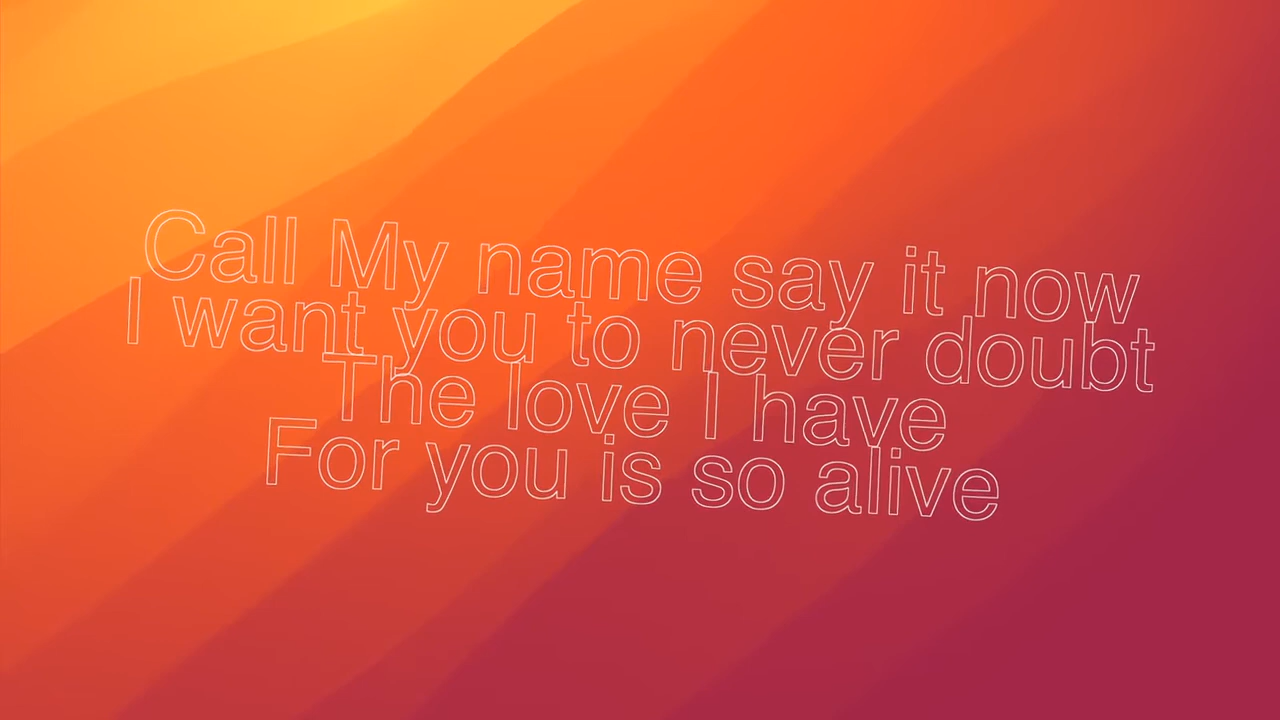 Call My name say it now
I want you to never doubt
The love I have
For you is so alive